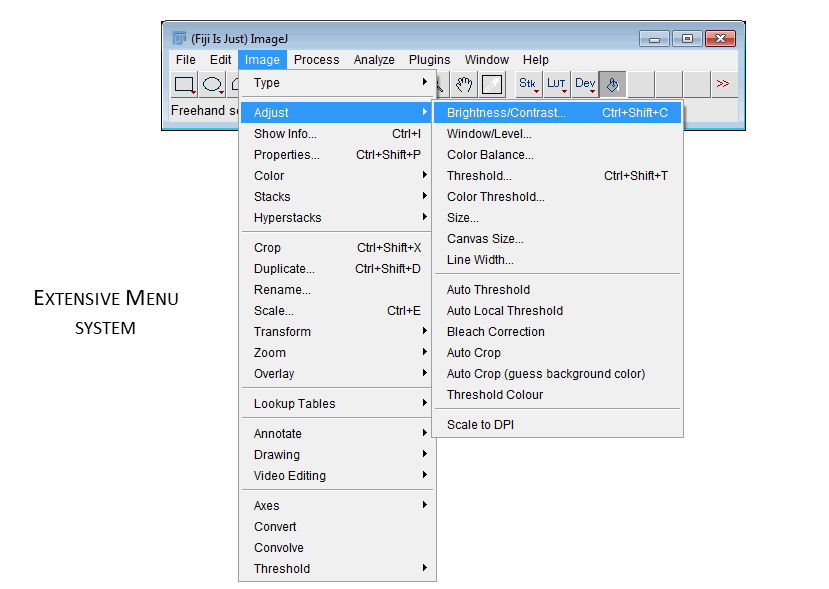 (Fiji Is Just) ImageJ
File Edit Image Process Analyze Plugins Window Help
Stk LUT Dev >>
Freehand
Type
Adjust
Show Info... Ctrl+I
Properties... Ctrl+Shift+P
Color
Stacks
Hyperstacks
Crop Ctrl+Shift+X
Duplicate... Ctrl+Shift+D
Rename...
Scale... Ctrl+E
Transform
Zoom
Overlay
Lookup Tables
Annotate
Drawing
Video Editing
Axes
Convert
Convolve
Threshold
Brightness/Contrast... Ctrl+Shift+C
Window/Level...
Color Balance...
Threshold... Ctrl+Shift+T
Color Threshold...
Size...
Canvas Size...
Line Width...
Auto Threshold
Auto Local Threshold
Bleach Correction
Auto Crop
Auto Crop (guess background color)
Threshold Colour
Scale to DPI
EXTENSIVE MENU
SYSTEM